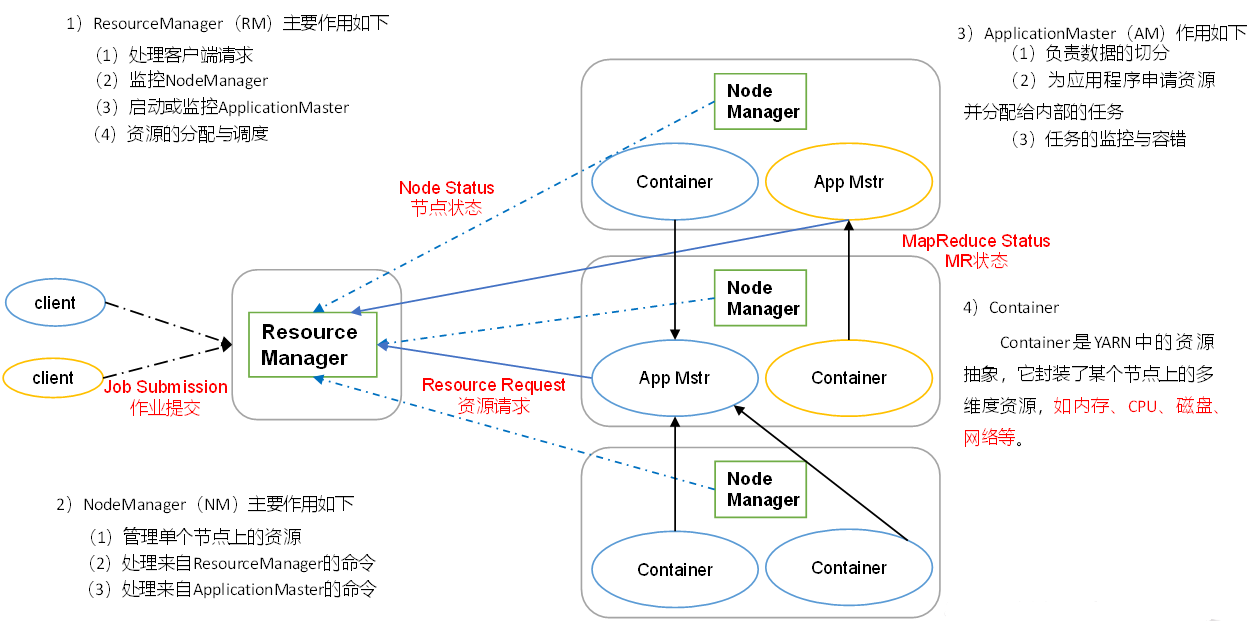 1）ResourceManager（RM）主要作用如下
（1）处理客户端请求
（2）监控NodeManager
（3）启动或监控ApplicationMaster
（4）资源的分配与调度
3）ApplicationMaster（AM）作用如下
（1）负责数据的切分
（2）为应用程序申请资源
并分配给内部的任务
（3）任务的监控与容错
Node
Manager
Container
App Mstr
Node Status
节点状态
MapReduce Status
MR状态
client
client
Job Submission
作业提交
Resource
Manager
Resource Request
资源请求
Node
Manager
App Mstr
Container
4）Container
Container是YARN中的资源
抽象，它封装了某个节点上的多
维度资源，如内存、CPU、磁盘、
网络等。
Node
Manager
Container
Container
2）NodeManager（NM）主要作用如下
（1）管理单个节点上的资源
（2）处理来自ResourceManager的命令
（3）处理来自ApplicationMaster的命令